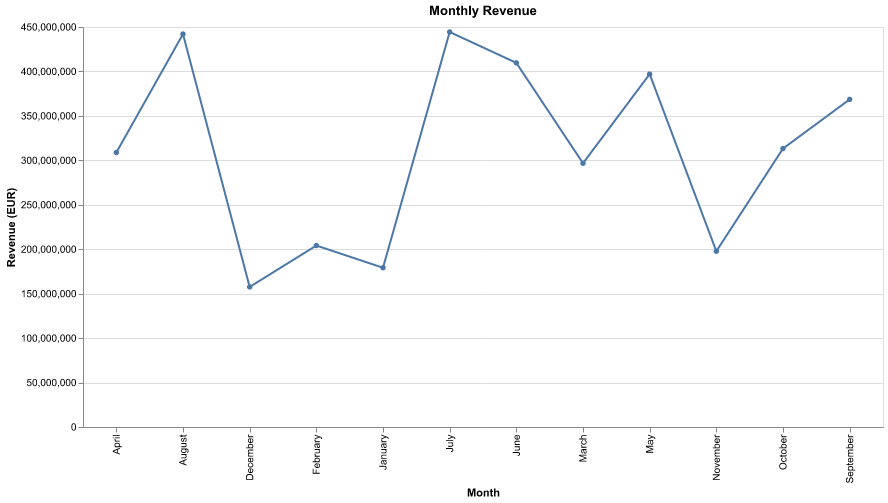 Monthly Revenue
450,000,000
400,000,000
350,000,000
300,000,000
250,000,000
200,000,000
150,000,000
100,000,000
50,000,000
0
Revenue (EUR)
April
August
December
February
January
July
June
March
May
November
October
September
Month